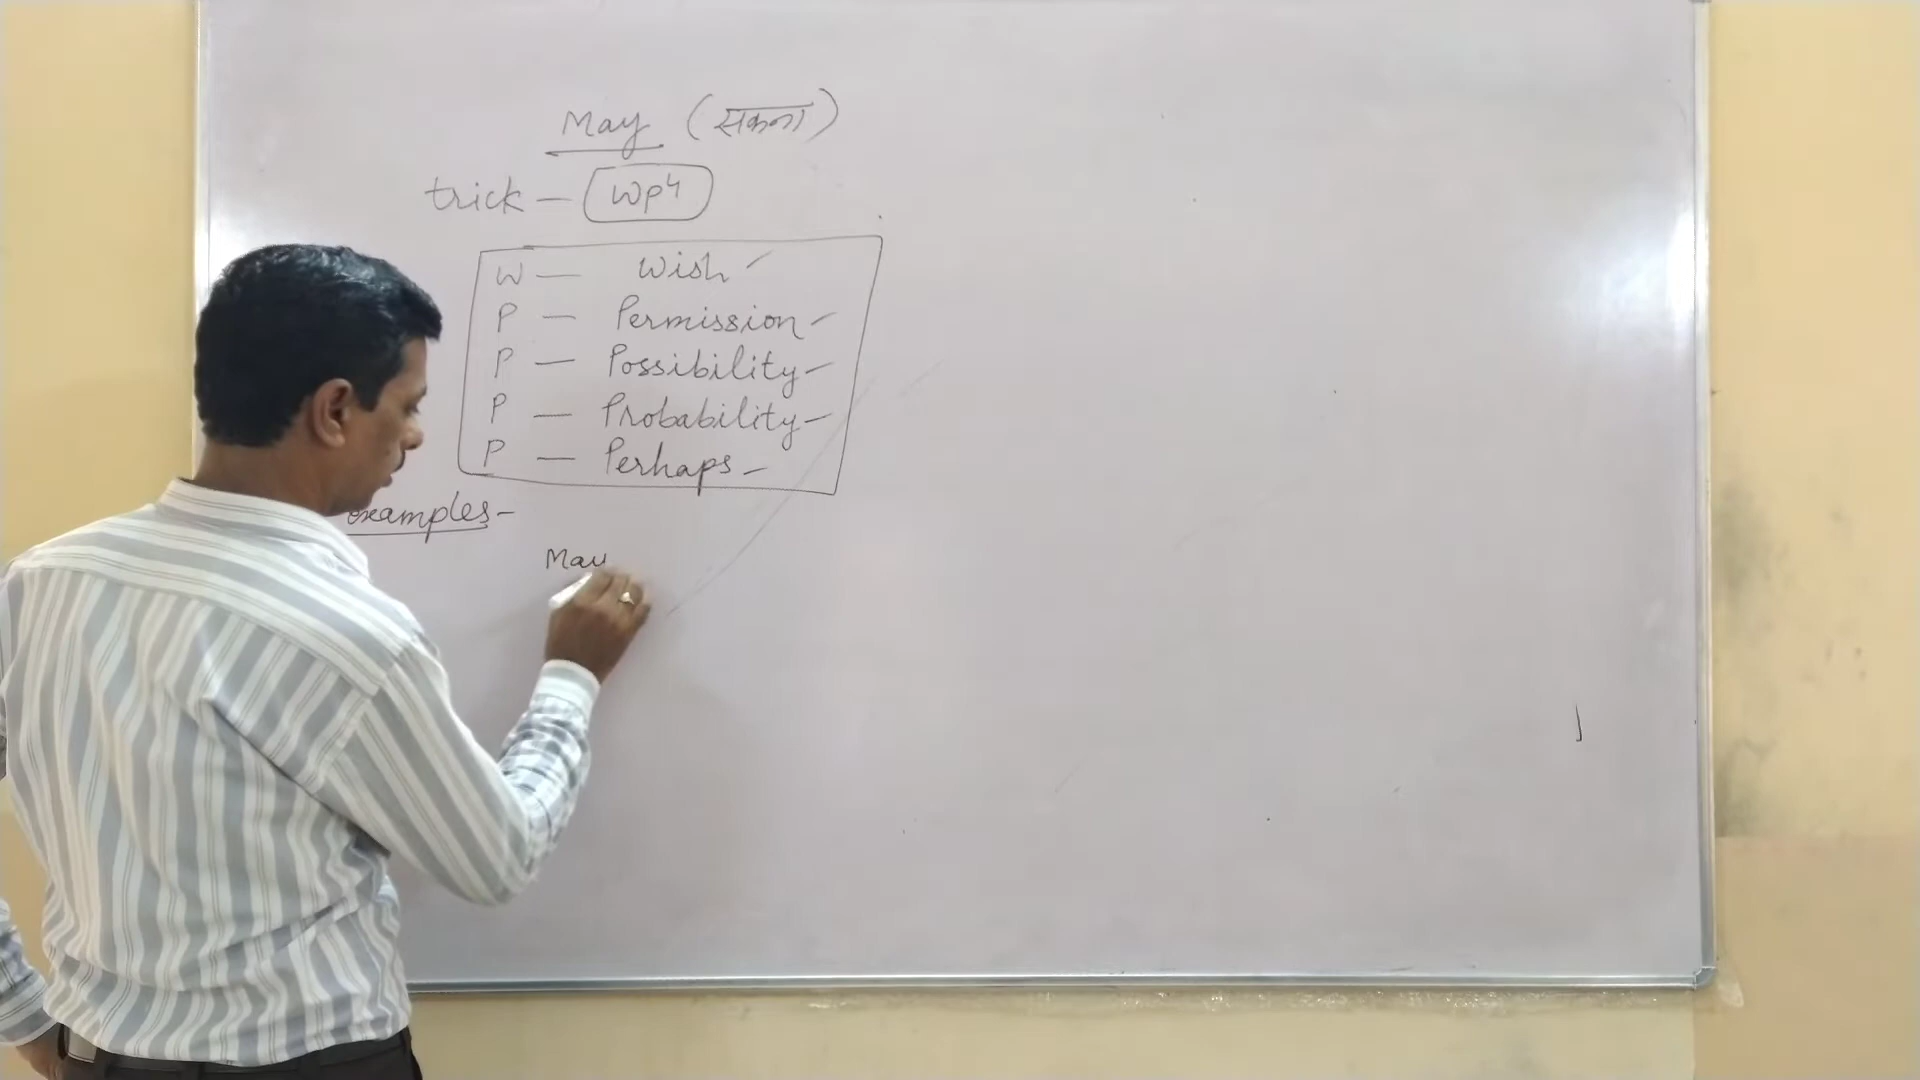 May (सकना)
trick — WP4
W — Wish
P — Permission
P — Possibility
P — Probability
P — Perhaps
examples-
May